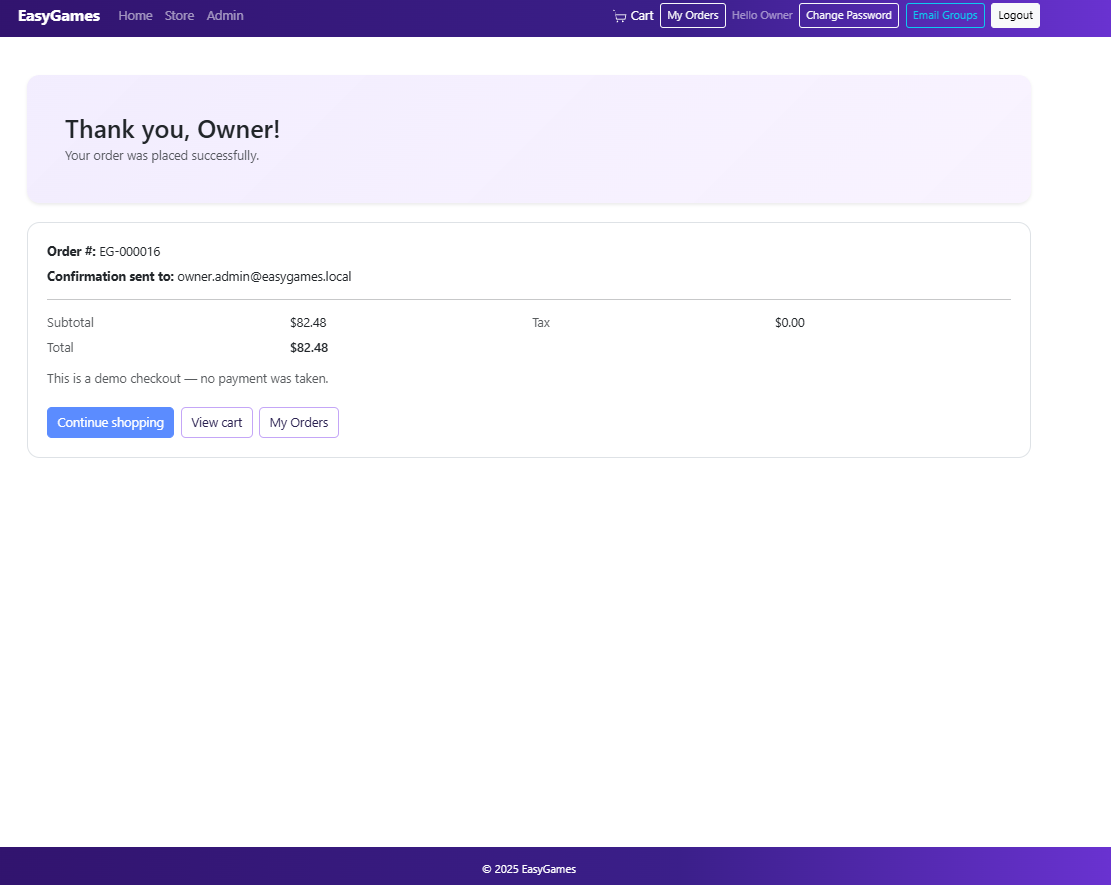 EasyGames Home Store Admin Cart My Orders Hello Owner Change Password Email Groups Logout
Thank you, Owner!
Your order was placed successfully.
Order #: EG-000016
Confirmation sent to: owner.admin@easygames.local
Subtotal $82.48 Tax $0.00
Total $82.48
This is a demo checkout — no payment was taken.
Continue shopping View cart My Orders
© 2025 EasyGames